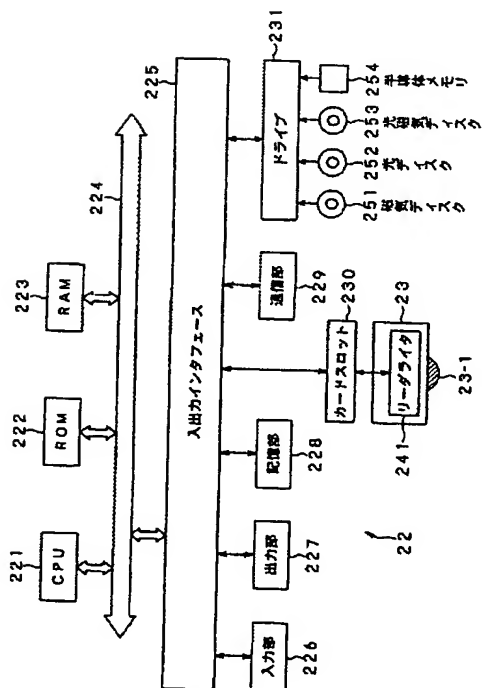 221
CPU
222
ROM
223
RAM
224
225
入出力インタフェース
入力部
226
出力部
227
記憶部
228
カードスロット
230
通信部
229
ドライブ
231
リーダライタ
241
23
23-1
22
251 磁気ディスク
252 光ディスク
253 光磁気ディスク
254 半導体メモリ